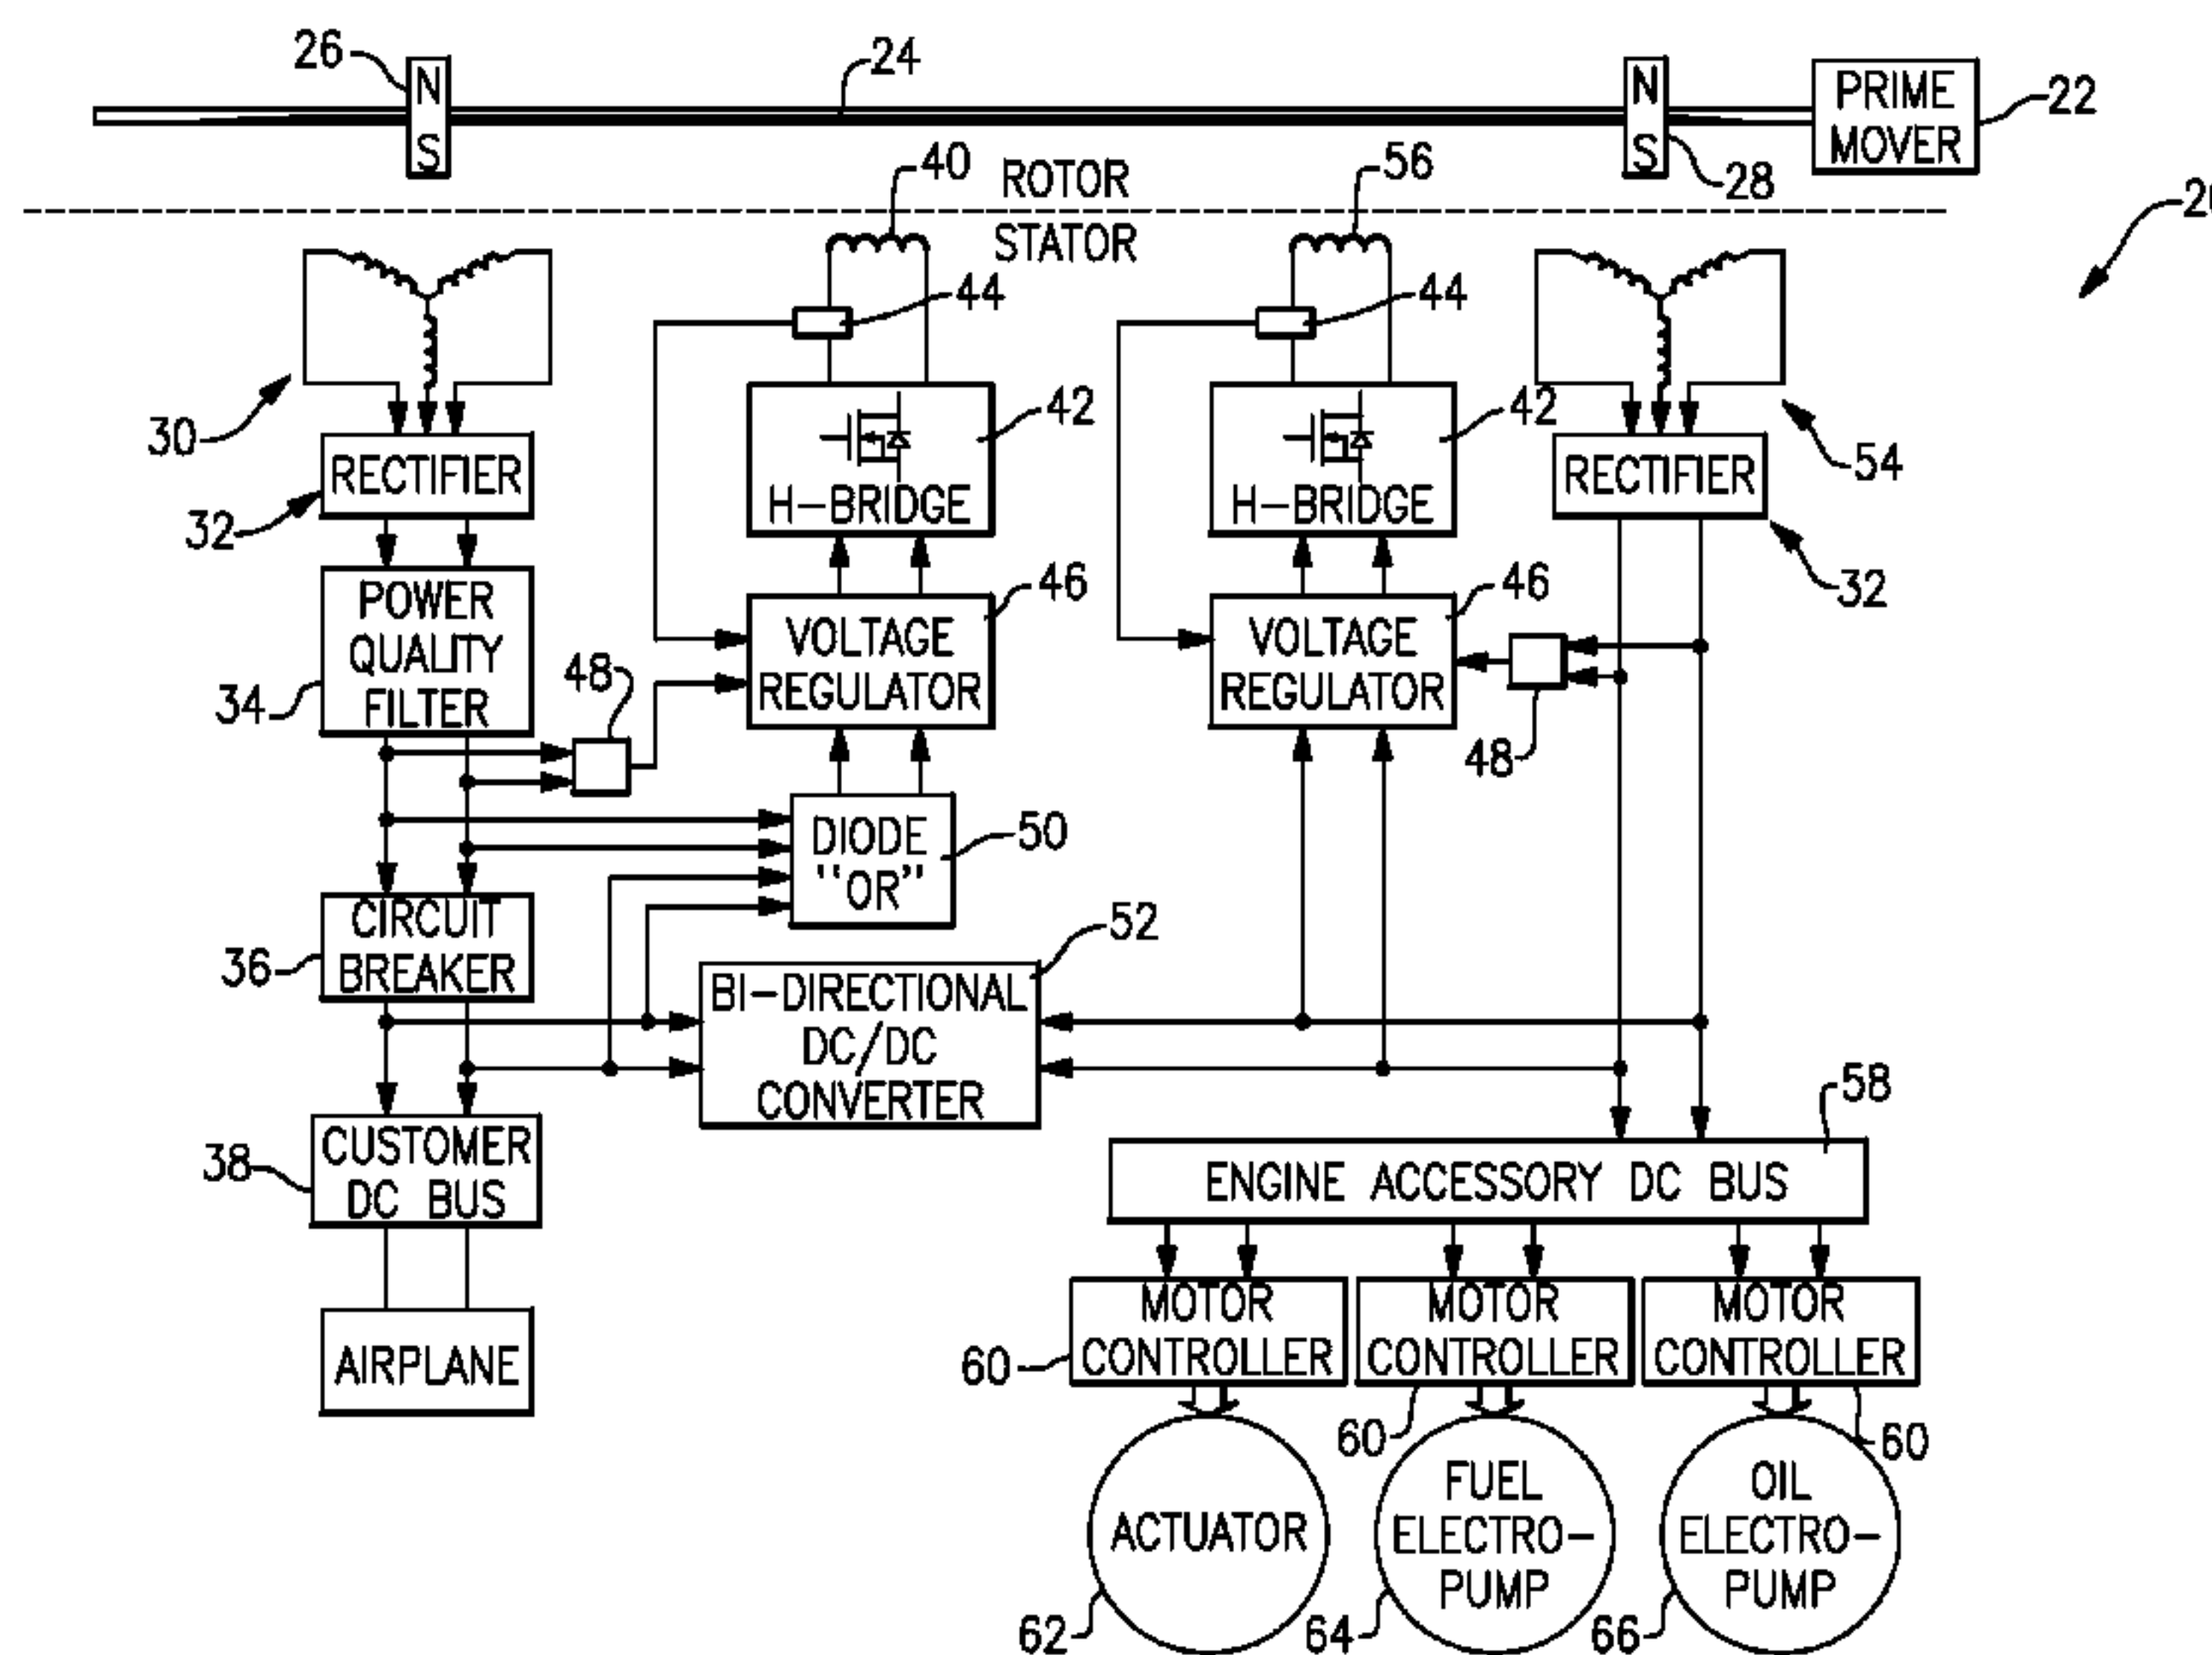 26
N
S
24
N
S
28
PRIME
MOVER
22
ROTOR
STATOR
40
56
44
44
30
54
42
H-BRIDGE
42
H-BRIDGE
RECTIFIER
32
RECTIFIER
32
POWER
QUALITY
FILTER
34
48
VOLTAGE
REGULATOR
46
VOLTAGE
REGULATOR
46
48
DIODE
"OR"
50
CIRCUIT
BREAKER
36
BI-DIRECTIONAL
DC/DC
CONVERTER
52
CUSTOMER
DC BUS
38
58
ENGINE ACCESSORY DC BUS
AIRPLANE
MOTOR
CONTROLLER
60
MOTOR
CONTROLLER
60
MOTOR
CONTROLLER
60
ACTUATOR
62
FUEL
ELECTRO-
PUMP
64
OIL
ELECTRO-
PUMP
66